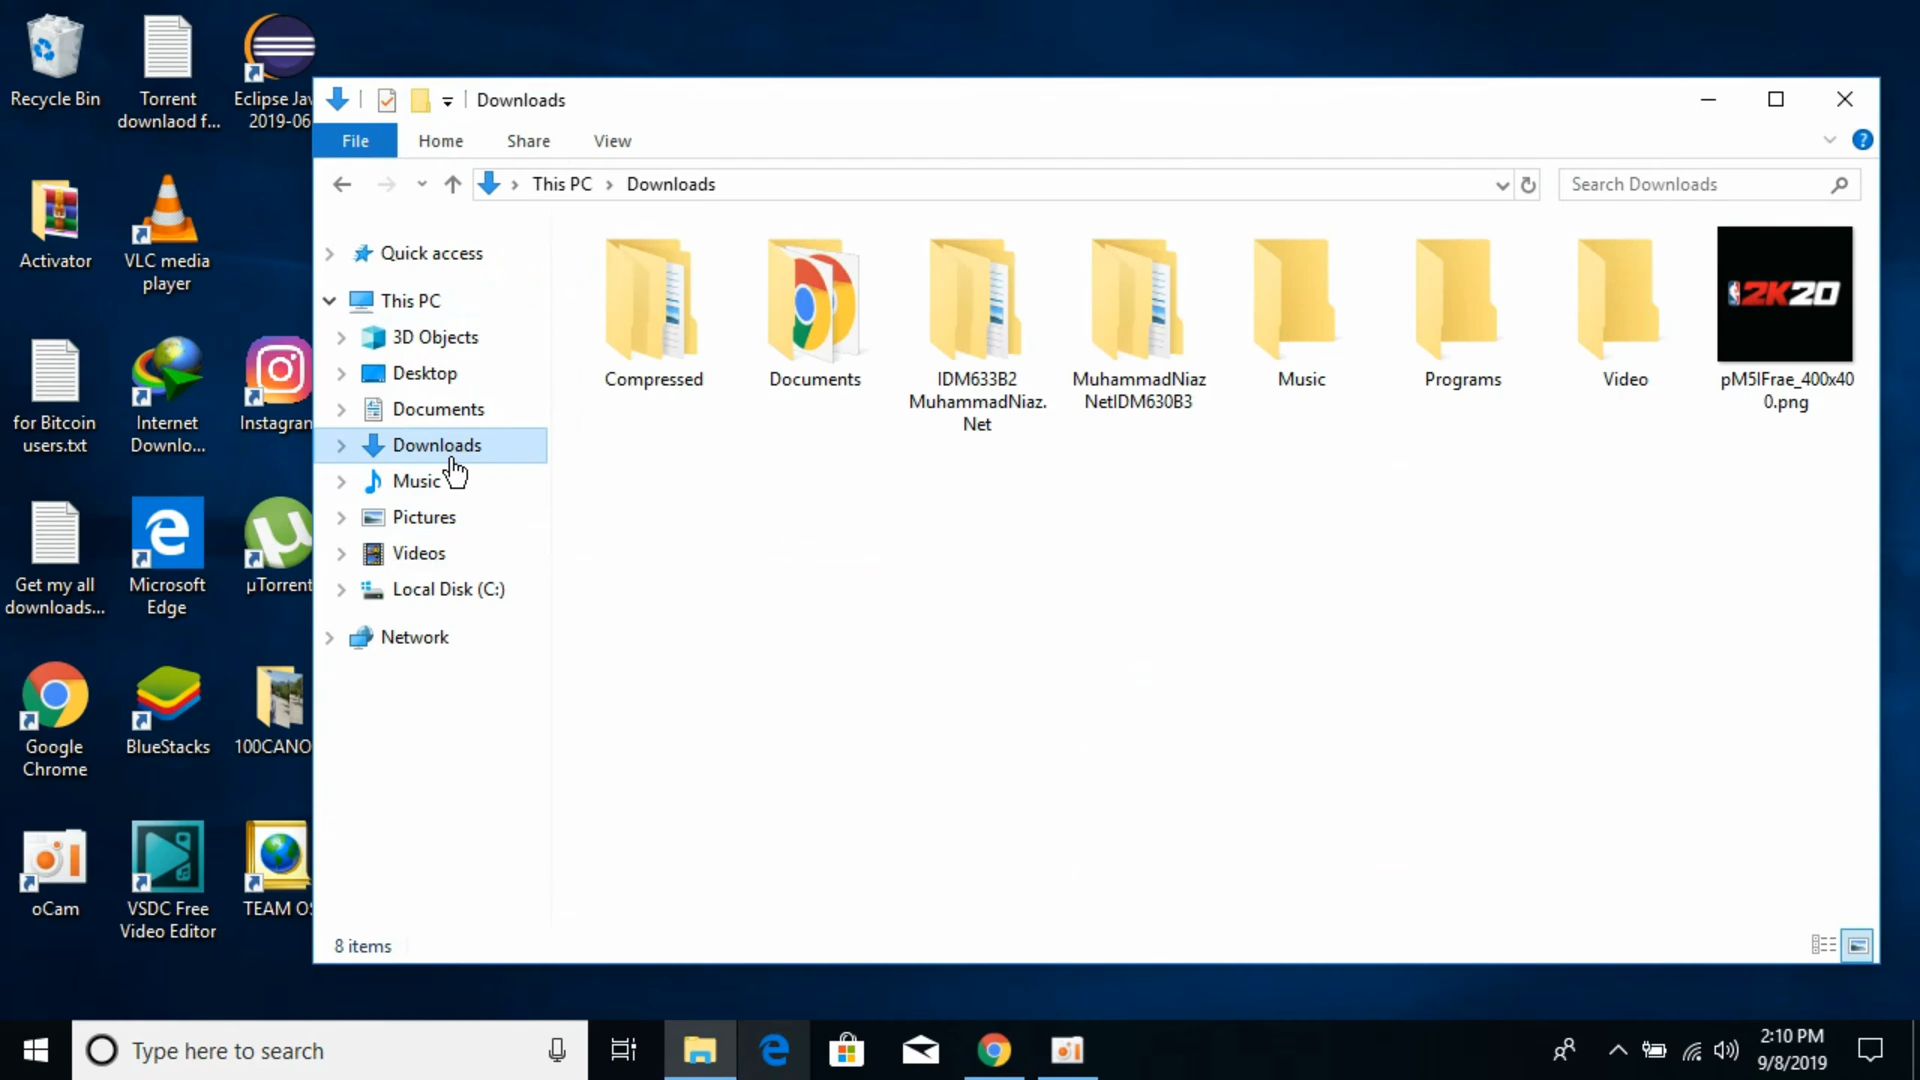 Recycle Bin
Torrent
downlaod f...
Eclipse Jav
2019-06
Activator
VLC media
player
for Bitcoin
users.txt
Internet
Downlo...
Instagram
Get my all
downloads...
Microsoft
Edge
µTorrent
Google
Chrome
BlueStacks
100CANO
oCam
VSDC Free
Video Editor
TEAM OS
Downloads
File
Home
Share
View
This PC
Downloads
Search Downloads
Quick access
This PC
3D Objects
Desktop
Documents
Downloads
Music
Pictures
Videos
Local Disk (C:)
Network
Compressed
Documents
IDM633B2
MuhammadNiaz.
Net
MuhammadNiaz
NetIDM630B3
Music
Programs
Video
2K20
pM5IFrae_400x40
0.png
8 items
Type here to search
2:10 PM
9/8/2019